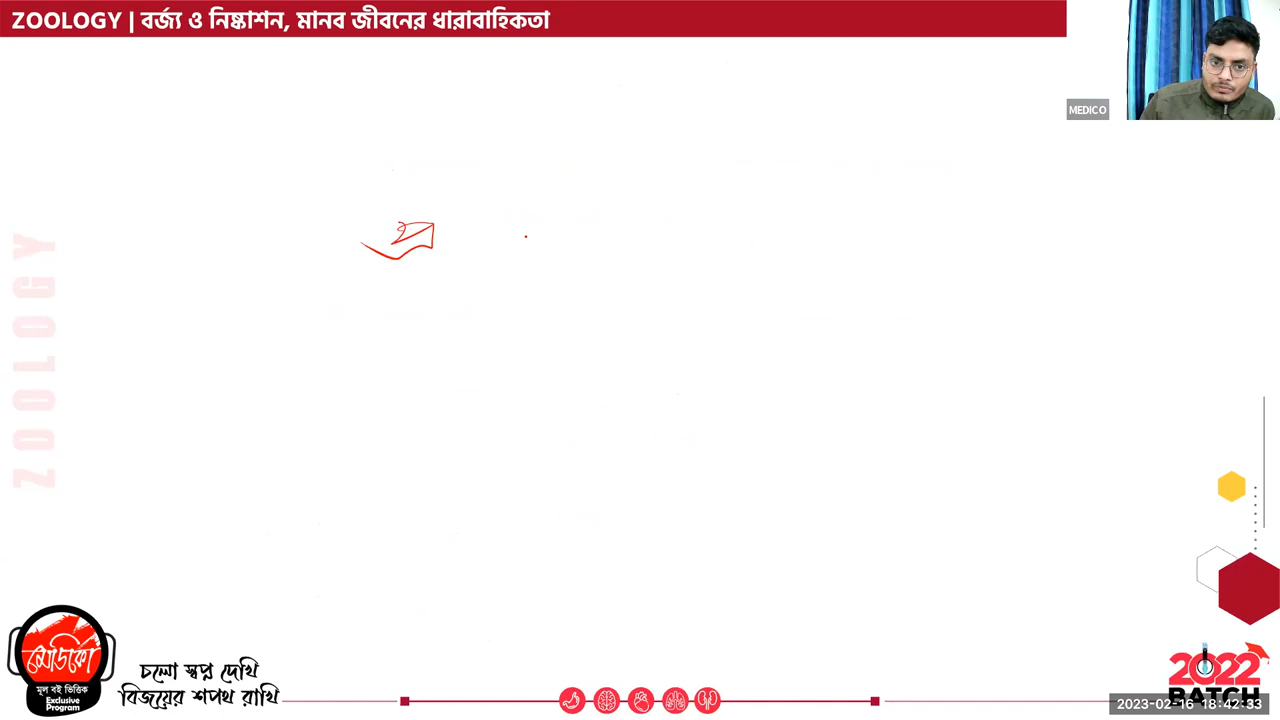 ZOOLOGY | বর্জ্য ও নিষ্কাশন, মানব জীবনের ধারাবাহিকতা
MEDICO
ZOOLOGY
মেডিকো
মূল বই ভিত্তিক
Exclusive
Program
চলো স্বপ্ন দেখি
বিজয়ের শপথ রাখি
2022
BATCH
2023-02-16 18:42:33